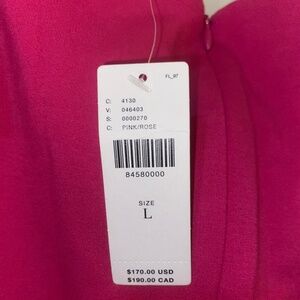 FL_97
C: 4130
V: 046403
S: 0000270
C: PINK/ROSE
84580000
SIZE
L
$170.00 USD
$190.00 CAD